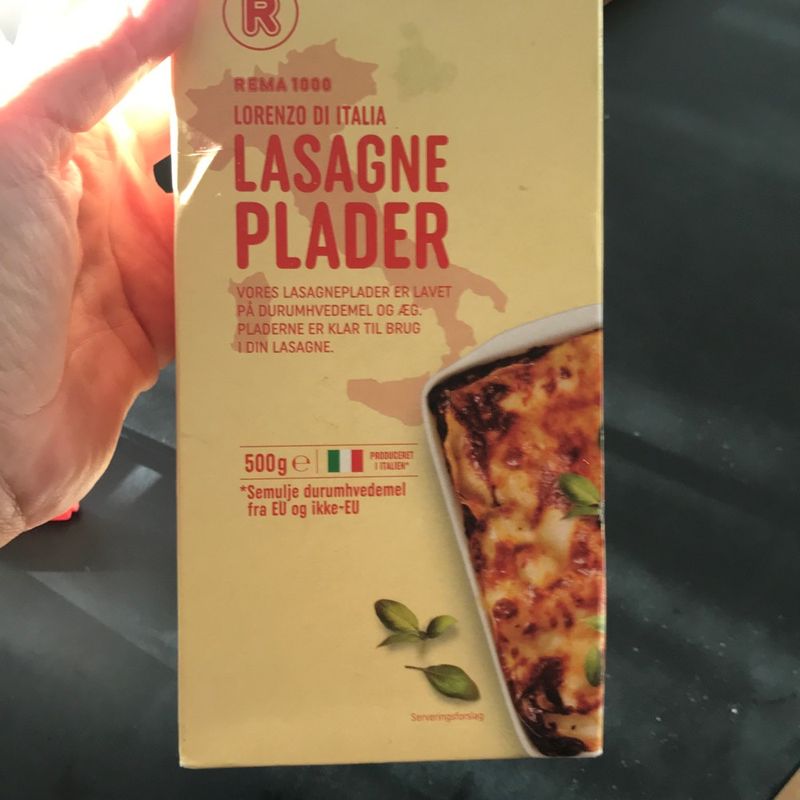 R
REMA 1000
LORENZO DI ITALIA
LASAGNE
PLADER
VORES LASAGNEPLADER ER LAVET
PÅ DURUMHVEDEMEL OG ÆG.
PLADERNE ER KLAR TIL BRUG
I DIN LASAGNE.
500g ℮
PRODUCERET
I ITALIEN*
*Semulje durumhvedemel
fra EU og ikke-EU
Serveringsforslag